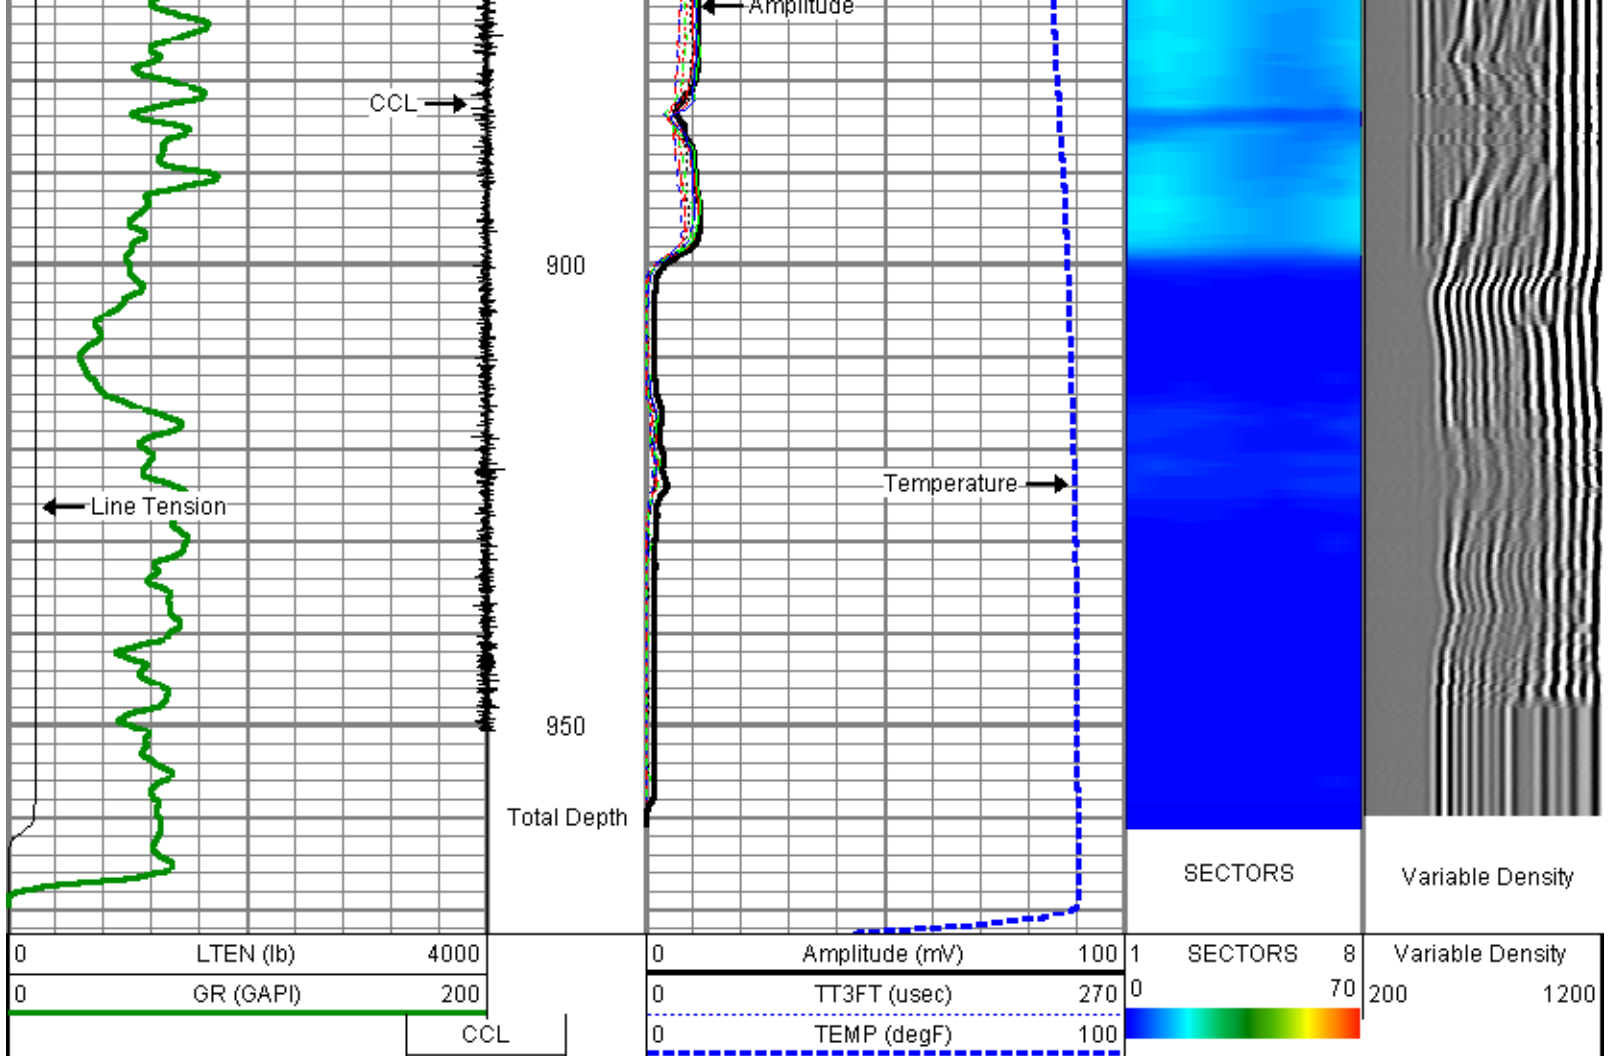 Amplitude
CCL
900
Temperature
Line Tension
950
Total Depth
SECTORS
Variable Density
0 LTEN (lb) 4000
0 Amplitude (mV) 100
1 SECTORS 8
Variable Density
0 GR (GAPI) 200
0 TT3FT (usec) 270
0 70
200 1200
CCL
0 TEMP (degF) 100